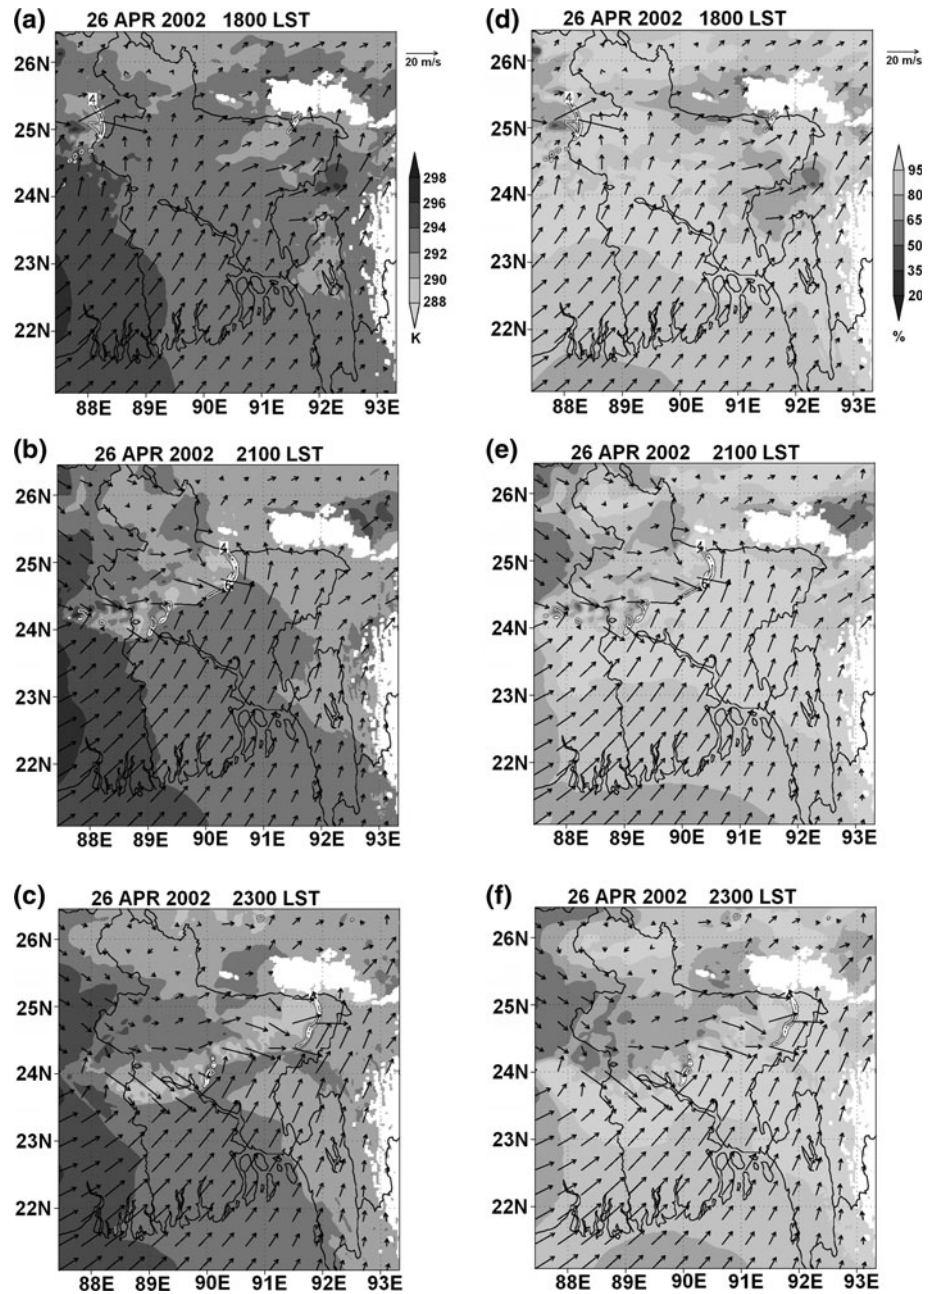 (a) 26 APR 2002 1800 LST
26N
25N
24N
23N
22N
88E 89E 90E 91E 92E 93E
4
20 m/s
298
296
294
292
290
288
K
(d) 26 APR 2002 1800 LST
26N
25N
24N
23N
22N
88E 89E 90E 91E 92E 93E
4
20 m/s
95
80
65
50
35
20
%
(b) 26 APR 2002 2100 LST
26N
25N
24N
23N
22N
88E 89E 90E 91E 92E 93E
4
(e) 26 APR 2002 2100 LST
26N
25N
24N
23N
22N
88E 89E 90E 91E 92E 93E
4
(c) 26 APR 2002 2300 LST
26N
25N
24N
23N
22N
88E 89E 90E 91E 92E 93E
(f) 26 APR 2002 2300 LST
26N
25N
24N
23N
22N
88E 89E 90E 91E 92E 93E